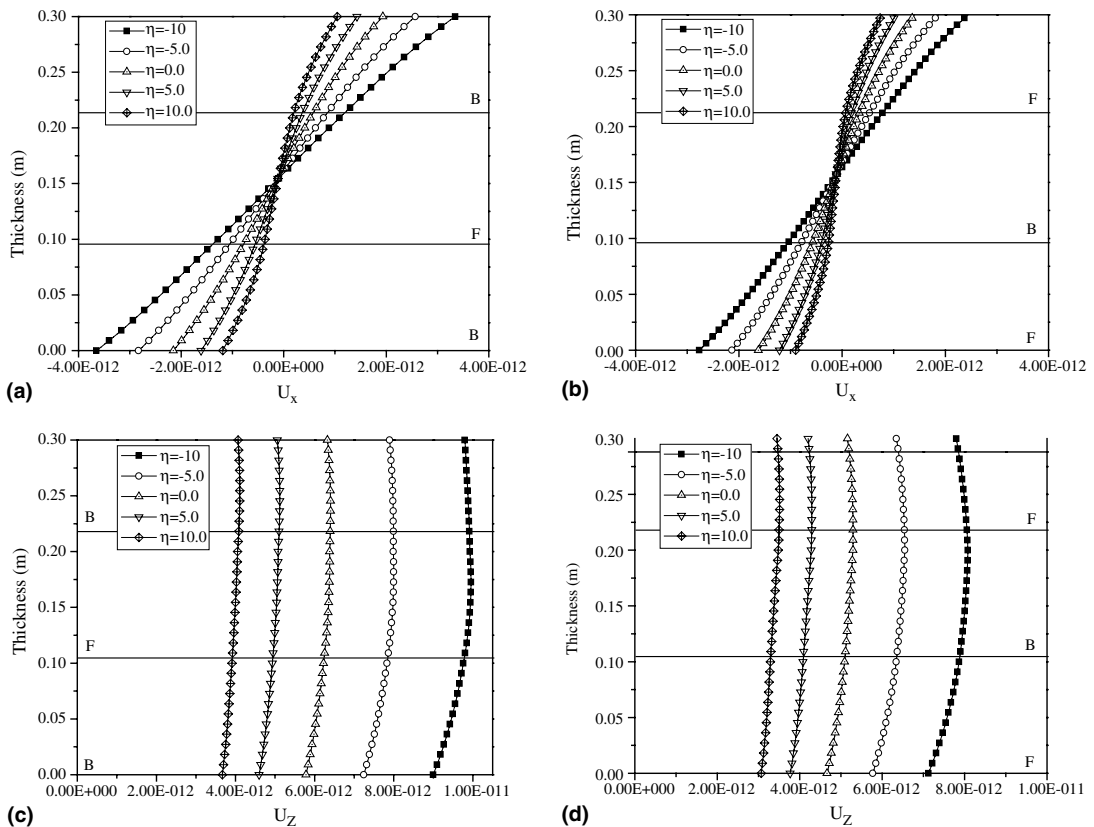 η=-10
η=-5.0
η=0.0
η=5.0
η=10.0
0.30
0.25
0.20
0.15
0.10
0.05
0.00
Thickness (m)
B
F
B
-4.00E-012
-2.00E-012
0.00E+000
2.00E-012
4.00E-012
(a)
Ux
η=-10
η=-5.0
η=0.0
η=5.0
η=10.0
0.30
0.25
0.20
0.15
0.10
0.05
0.00
Thickness (m)
F
B
F
-4.00E-012
-2.00E-012
0.00E+000
2.00E-012
4.00E-012
(b)
Ux
η=-10
η=-5.0
η=0.0
η=5.0
η=10.0
0.30
0.25
0.20
0.15
0.10
0.05
0.00
Thickness (m)
B
F
B
0.00E+000
2.00E-012
4.00E-012
6.00E-012
8.00E-012
1.00E-011
(c)
UZ
η=-10
η=-5.0
η=0.0
η=5.0
η=10.0
0.30
0.25
0.20
0.15
0.10
0.05
0.00
Thickness (m)
F
B
F
0.00E+000
2.00E-012
4.00E-012
6.00E-012
8.00E-012
1.00E-011
(d)
UZ